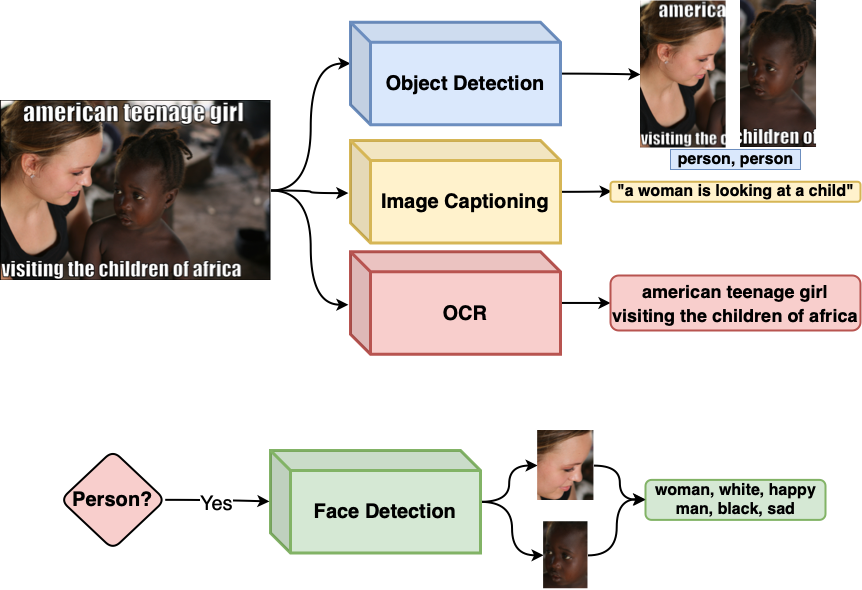 american teenage girl
visiting the children of africa
Object Detection
america
visiting the c
children of
person, person
Image Captioning
"a woman is looking at a child"
OCR
american teenage girl
visiting the children of africa
Person?
Yes
Face Detection
woman, white, happy
man, black, sad